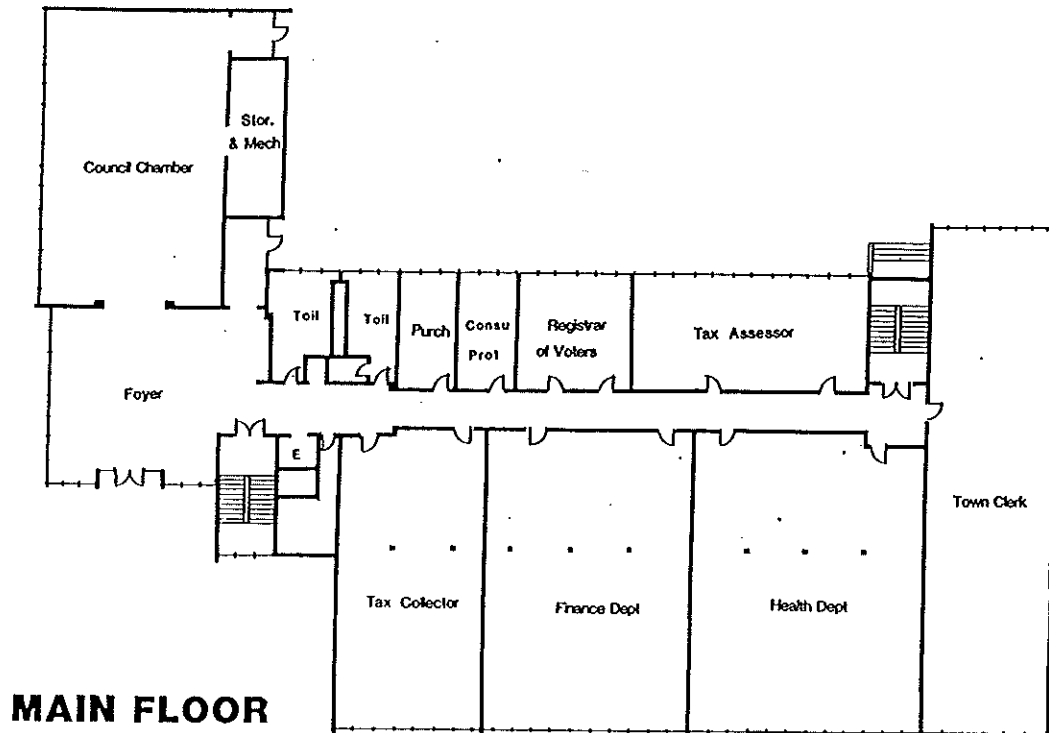 Stor.
& Mech
Council Chamber
Toil
Toil
Purch
Consu
Prot
Registrar
of Voters
Tax Assessor
Foyer
E
Town Clerk
Tax Collector
Finance Dept
Health Dept
MAIN FLOOR